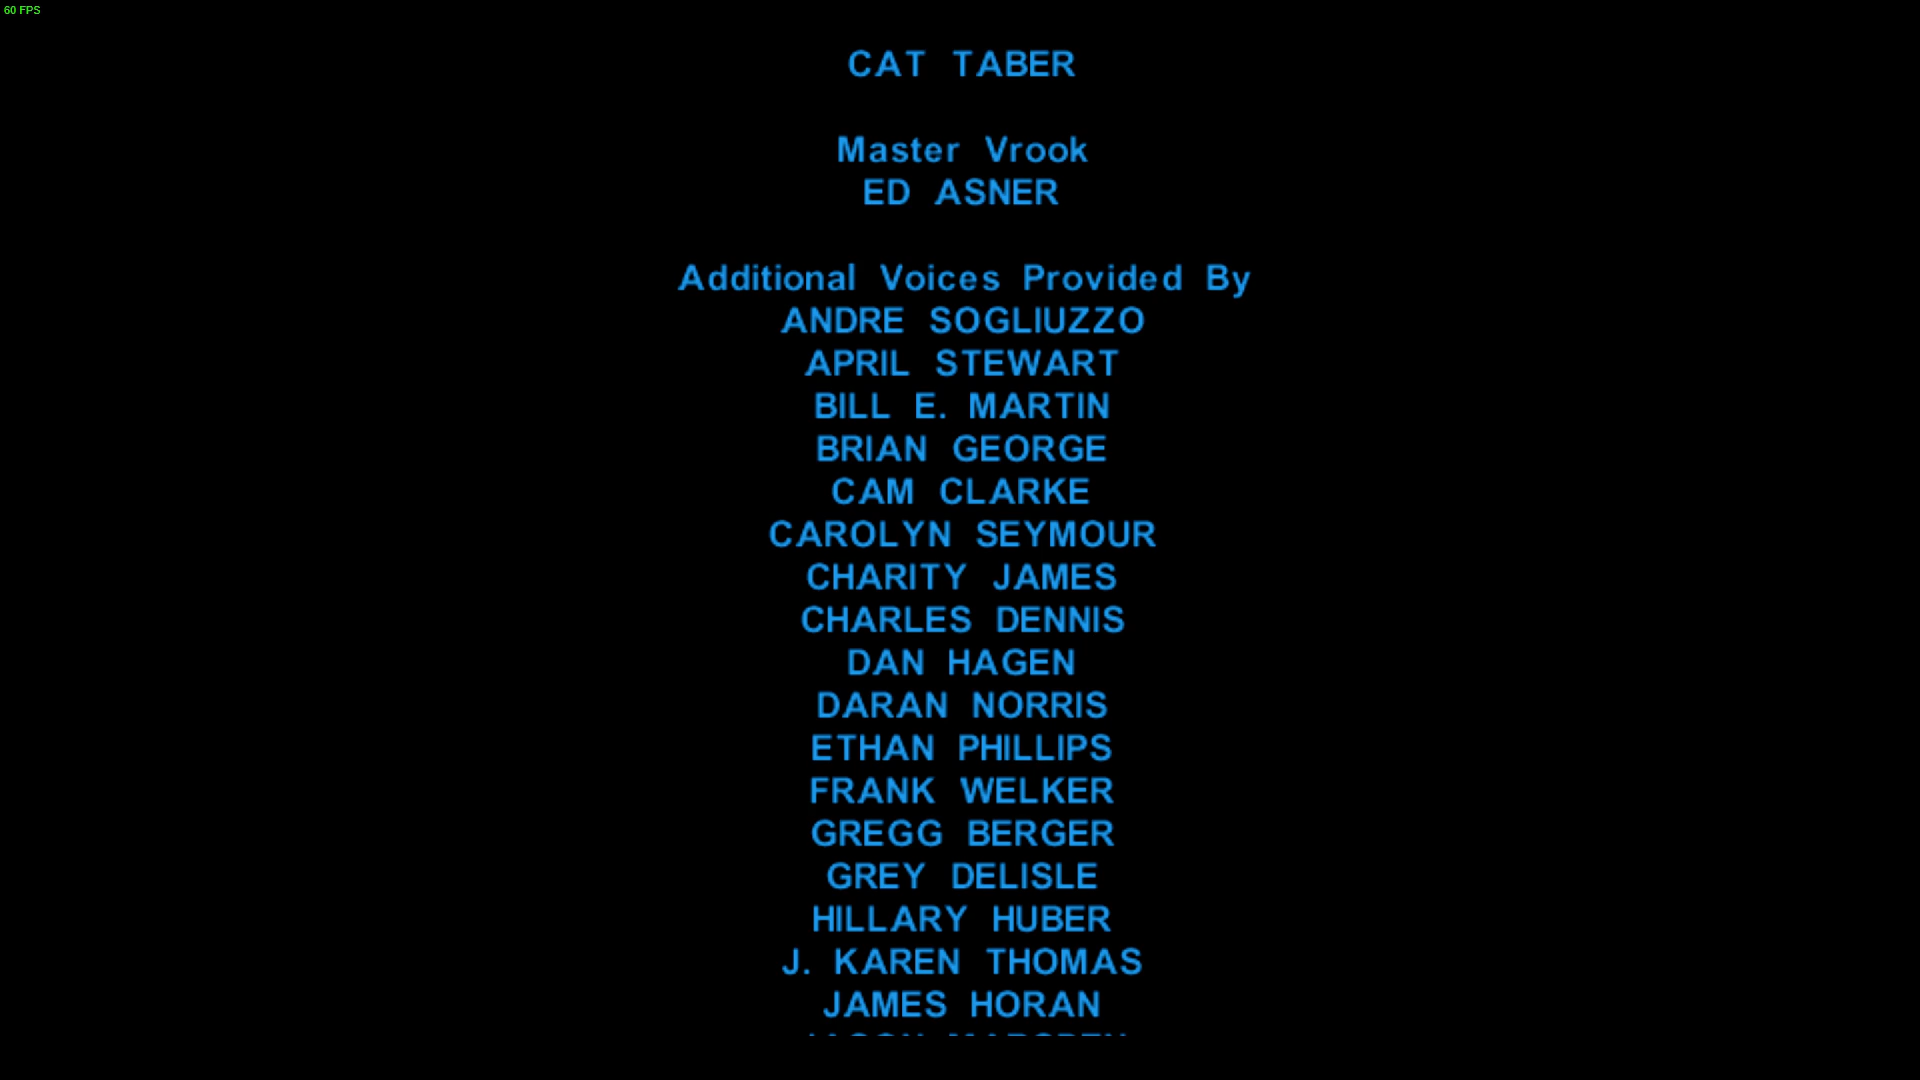 60 FPS
CAT TABER
Master Vrook
ED ASNER
Additional Voices Provided By
ANDRE SOGLIUZZO
APRIL STEWART
BILL E. MARTIN
BRIAN GEORGE
CAM CLARKE
CAROLYN SEYMOUR
CHARITY JAMES
CHARLES DENNIS
DAN HAGEN
DARAN NORRIS
ETHAN PHILLIPS
FRANK WELKER
GREGG BERGER
GREY DELISLE
HILLARY HUBER
J. KAREN THOMAS
JAMES HORAN